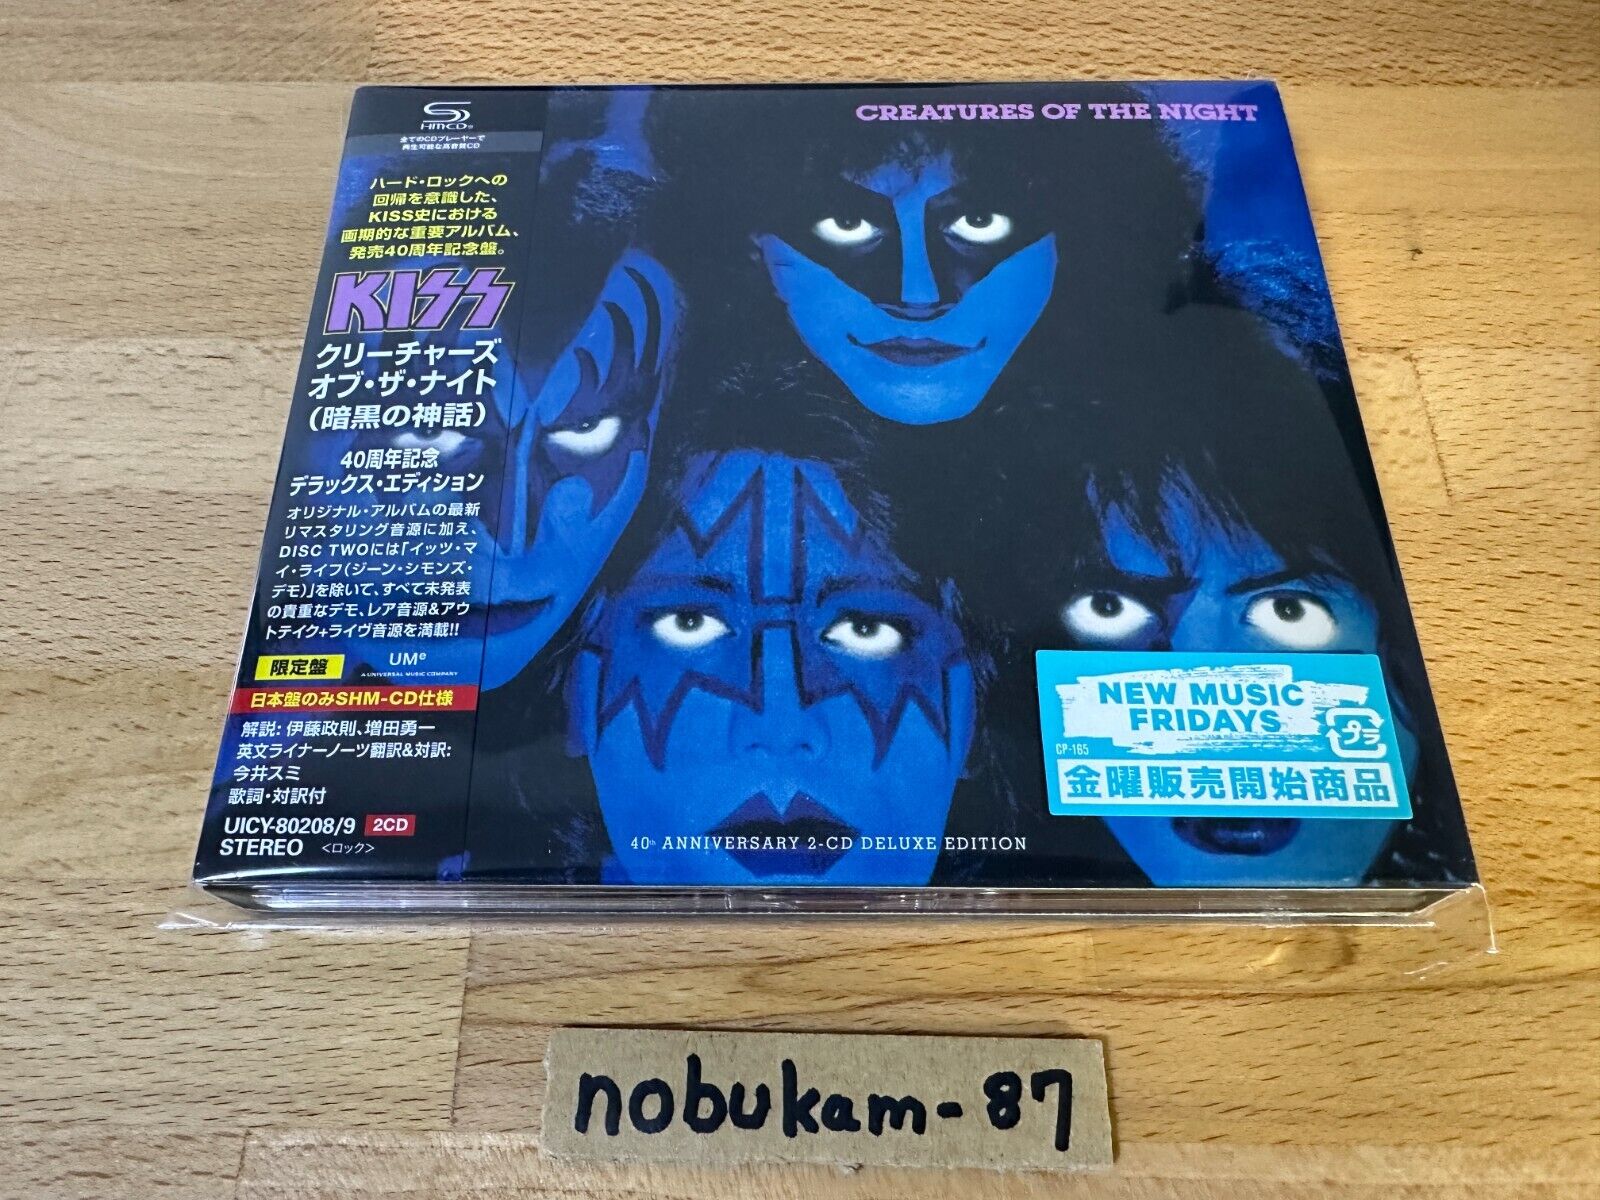 SHM-CD
全てのCDプレーヤーで
再生可能な高音質CD
ハード・ロックへの
回帰を意識した、
KISS史における
画期的な重要アルバム、
発売40周年記念盤。
KISS
クリーチャーズ
オブ・ザ・ナイト
(暗黒の神話)
40周年記念
デラックス・エディション
オリジナル・アルバムの最新
リマスタリング音源に加え、
DISC TWOには「イッツ・マ
イ・ライフ(ジーン・シモンズ・
デモ)」を除いて、すべて未発表
の貴重なデモ、レア音源&アウ
トテイク+ライヴ音源を満載!!
限定盤
UMe
A UNIVERSAL MUSIC COMPANY
日本盤のみSHM-CD仕様
解説: 伊藤政則、増田勇一
英文ライナーノーツ翻訳&対訳:
今井スミ
歌詞・対訳付
UICY-80208/9 2CD
STEREO <ロック>
CREATURES OF THE NIGHT
40th ANNIVERSARY 2-CD DELUXE EDITION
NEW MUSIC
FRIDAYS
プラ
CP-165
金曜販売開始商品
nobukam-87